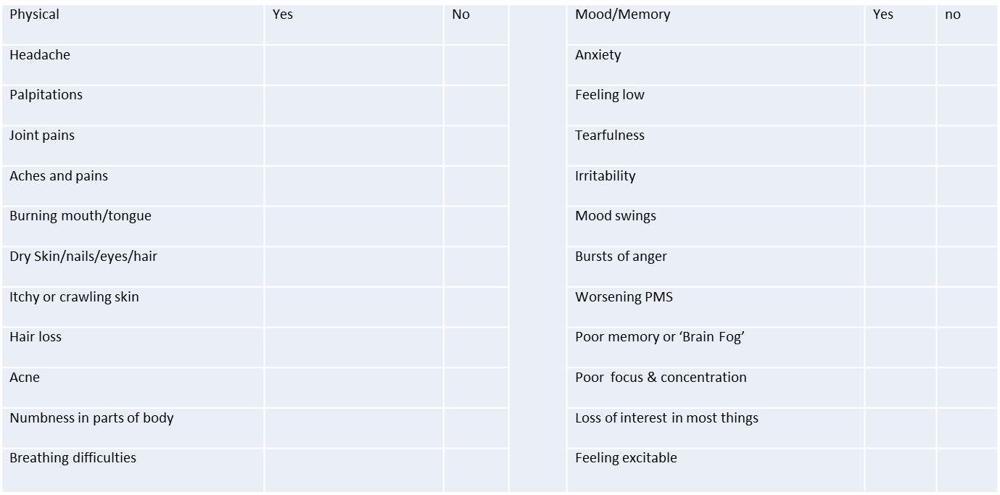 Physical Yes No Mood/Memory Yes no
Headache Anxiety
Palpitations Feeling low
Joint pains Tearfulness
Aches and pains Irritability
Burning mouth/tongue Mood swings
Dry Skin/nails/eyes/hair Bursts of anger
Itchy or crawling skin Worsening PMS
Hair loss Poor memory or ‘Brain Fog’
Acne Poor  focus & concentration
Numbness in parts of body Loss of interest in most things
Breathing difficulties Feeling excitable